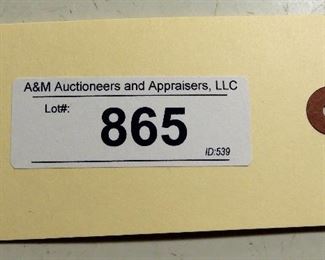 A&M Auctioneers and Appraisers, LLC
Lot#:
865
ID:539